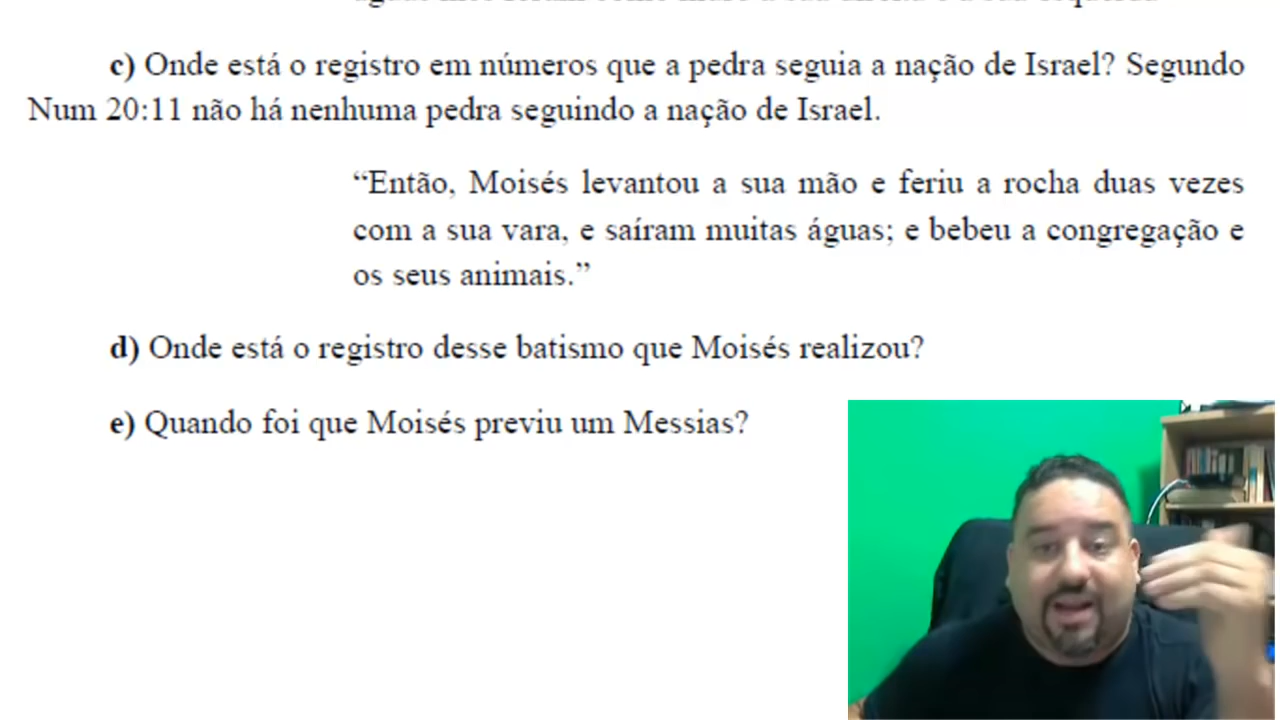 c) Onde está o registro em números que a pedra seguia a nação de Israel? Segundo
Num 20:11 não há nenhuma pedra seguindo a nação de Israel.
“Então, Moisés levantou a sua mão e feriu a rocha duas vezes
com a sua vara, e saíram muitas águas; e bebeu a congregação e
os seus animais.”
d) Onde está o registro desse batismo que Moisés realizou?
e) Quando foi que Moisés previu um Messias?